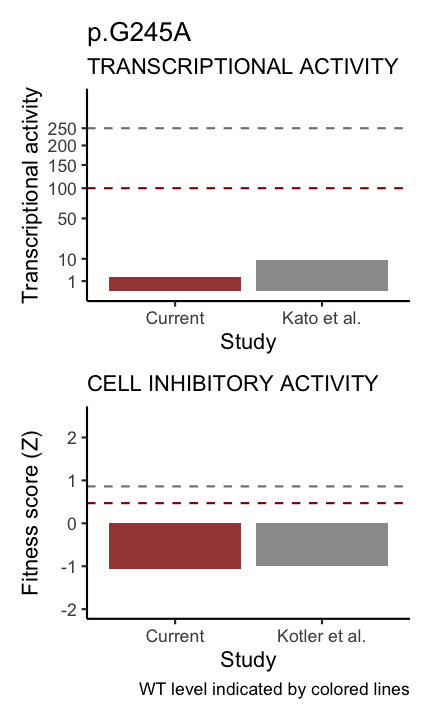 p.G245A
TRANSCRIPTIONAL ACTIVITY
Transcriptional activity
250
200
150
100
50
10
1
Current
Kato et al.
Study
CELL INHIBITORY ACTIVITY
Fitness score (Z)
2
1
0
-1
-2
Current
Kotler et al.
Study
WT level indicated by colored lines